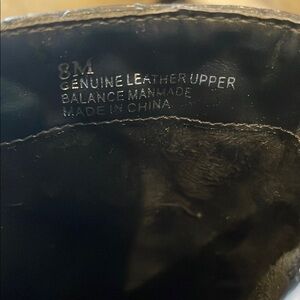 8M
GENUINE LEATHER UPPER
BALANCE MANMADE
MADE IN CHINA